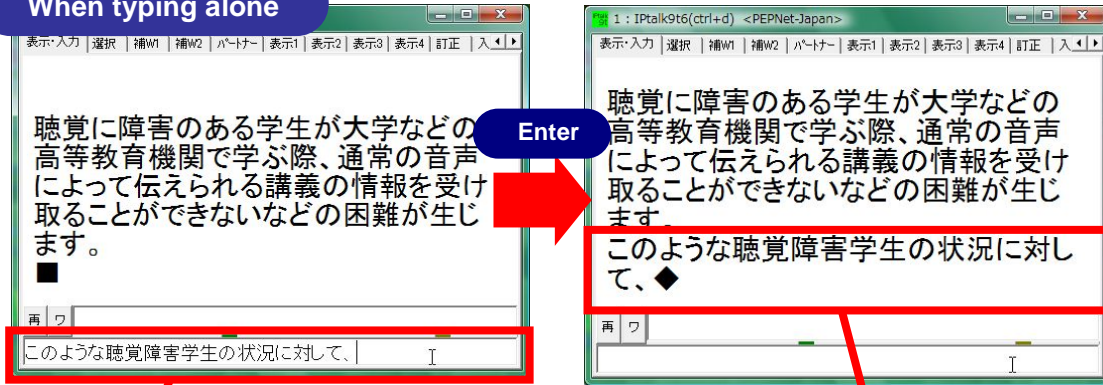 When typing alone
表示・入力 選択 補W1 補W2 パートナー 表示1 表示2 表示3 表示4 訂正 入
聴覚に障害のある学生が大学などの
高等教育機関で学ぶ際、通常の音声
によって伝えられる講義の情報を受け
取ることができないなどの困難が生じ
ます。
■
再 ワ
このような聴覚障害学生の状況に対して、
Enter
1：IPtalk9t6(ctrl+d) <PEPNet-Japan>
表示・入力 選択 補W1 補W2 パートナー 表示1 表示2 表示3 表示4 訂正 入
聴覚に障害のある学生が大学などの
高等教育機関で学ぶ際、通常の音声
によって伝えられる講義の情報を受け
取ることができないなどの困難が生じ
ます。
このような聴覚障害学生の状況に対し
て、◆
再 ワ